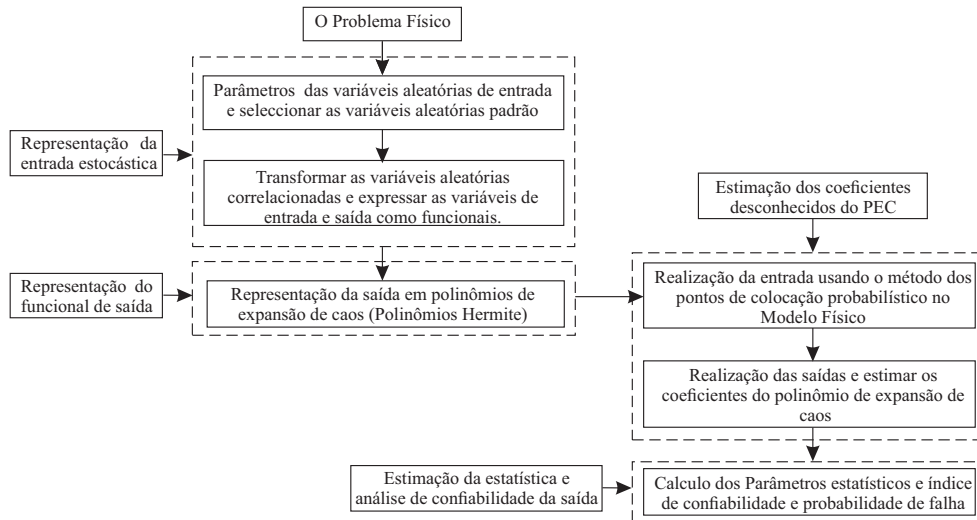 O Problema Físico
Parâmetros das variáveis aleatórias de entrada
e seleccionar as variáveis aleatórias padrão
Representação da
entrada estocástica
Transformar as variáveis aleatórias
correlacionadas e expressar as variáveis
de entrada e saída como funcionais.
Estimação dos coeficientes
desconhecidos do PEC
Representação do
funcional de saída
Representação da saída em polinômios de
expansão de caos (Polinômios Hermite)
Realização da entrada usando o método dos
pontos de colocação probabilístico no
Modelo Físico
Realização das saídas e estimar os
coeficientes do polinômio de expansão de
caos
Estimação da estatística e
análise de confiabilidade da saída
Calculo dos Parâmetros estatísticos e índice
de confiabilidade e probabilidade de falha